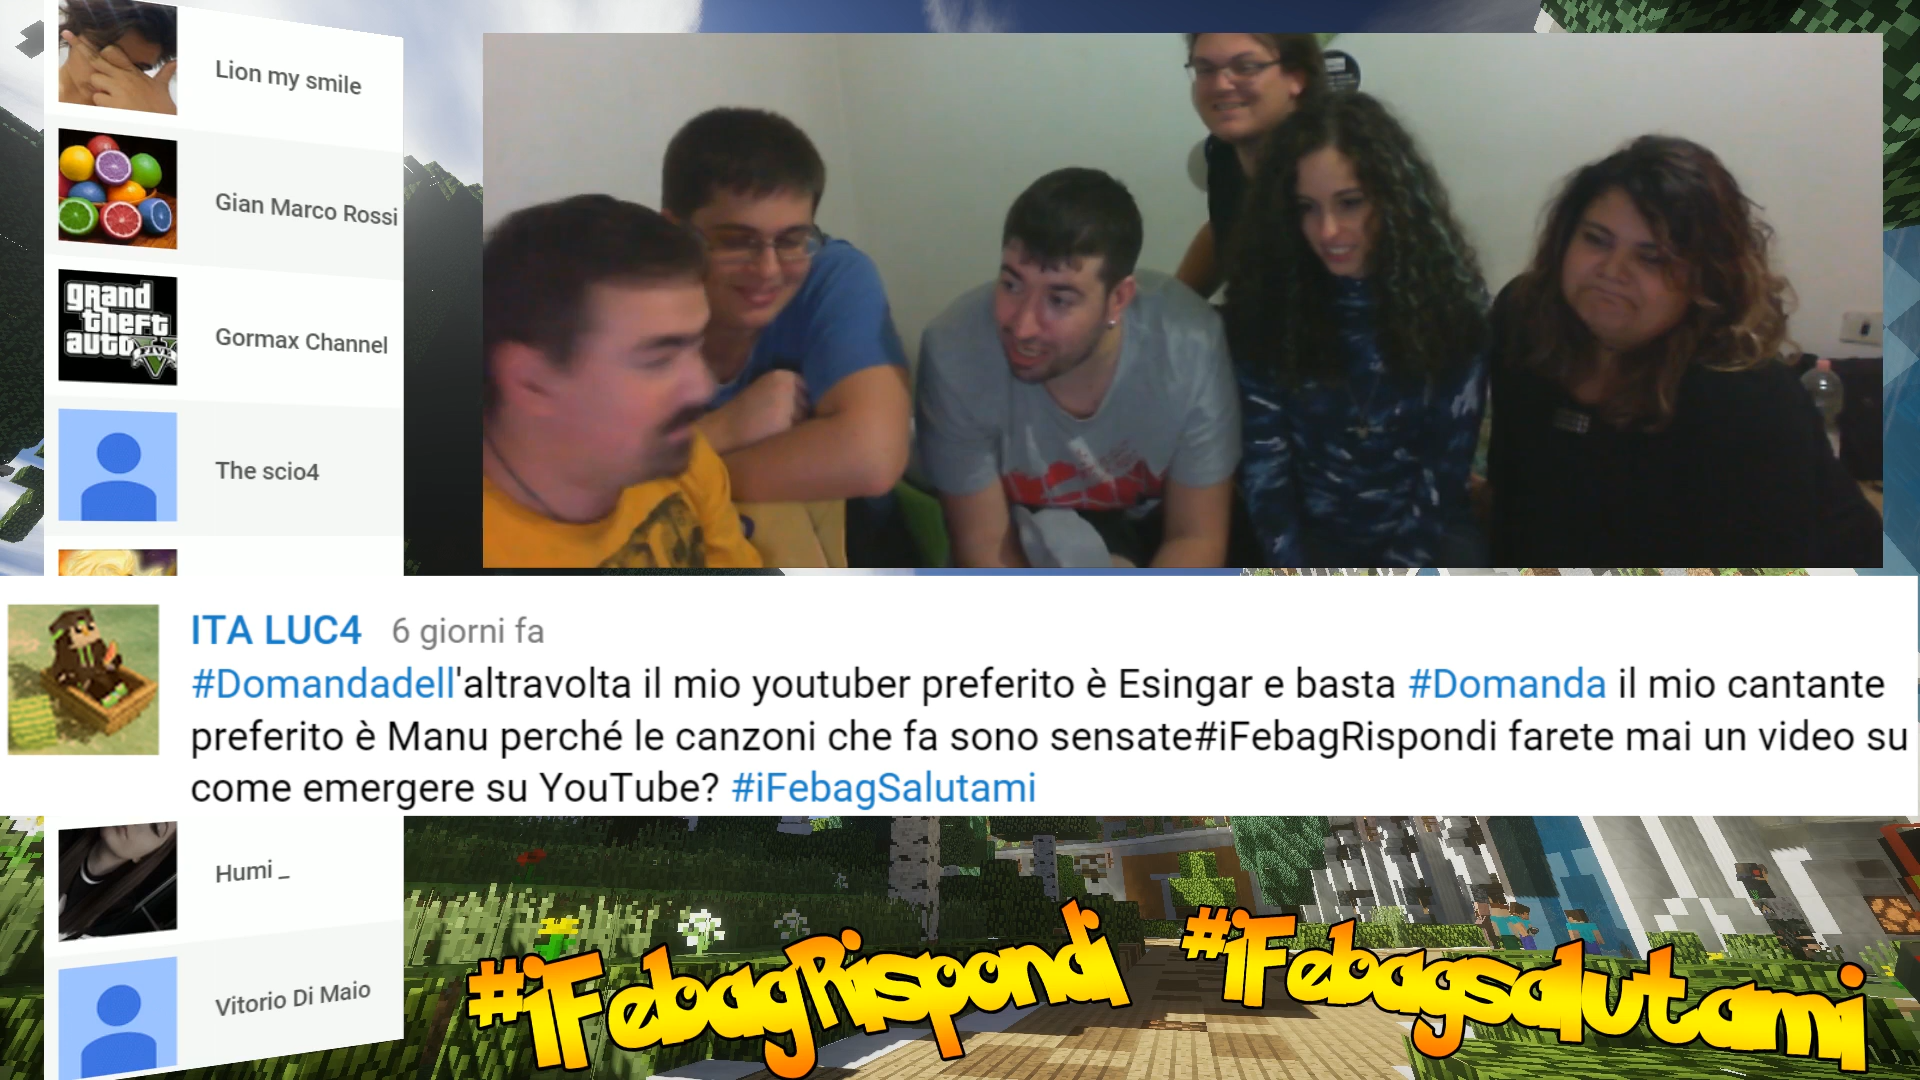 Lion my smile
Gian Marco Rossi
grand
theft
auto
FIVE
Gormax Channel
The scio4
ITA LUC4 6 giorni fa
#Domandadell'altravolta il mio youtuber preferito è Esingar e basta #Domanda il mio cantante
preferito è Manu perché le canzoni che fa sono sensate#iFebagRispondi farete mai un video su
come emergere su YouTube? #iFebagSalutami
Humi _
Vitorio Di Maio
#iFebagRispondi #iFebagsalutami